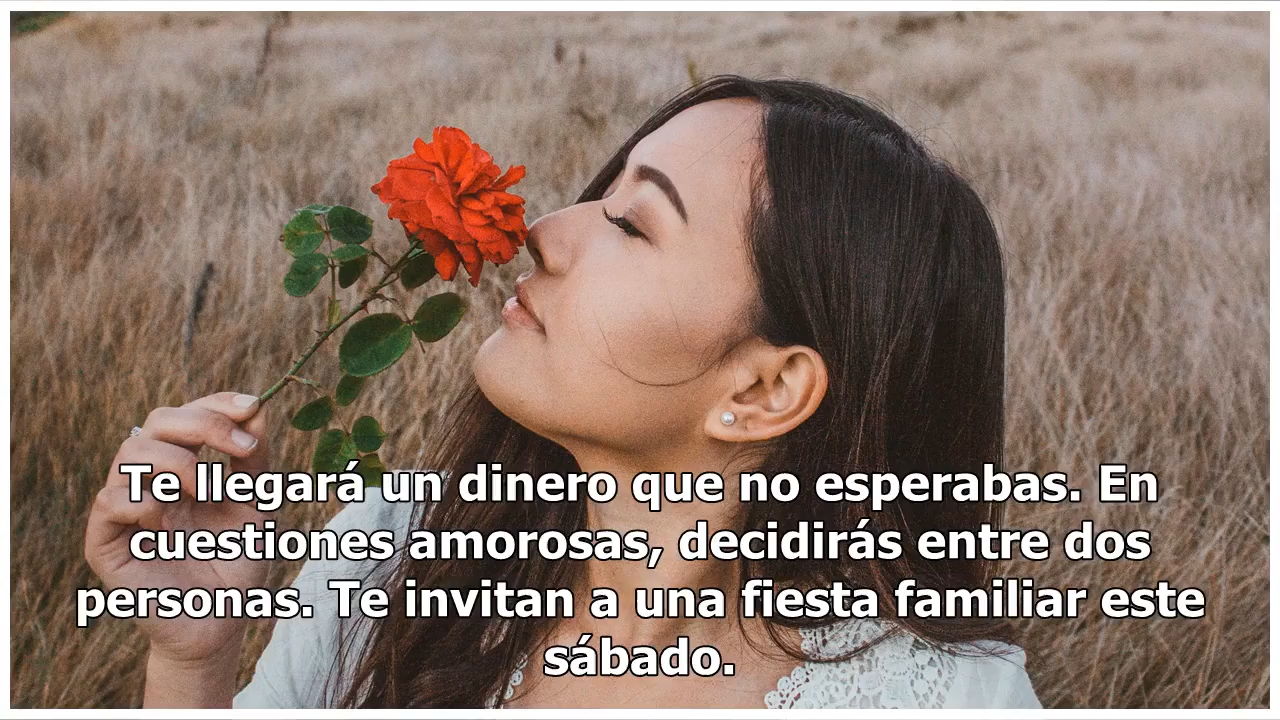 Te llegará un dinero que no esperabas. En
cuestiones amorosas, decidirás entre dos
personas. Te invitan a una fiesta familiar este
sábado.